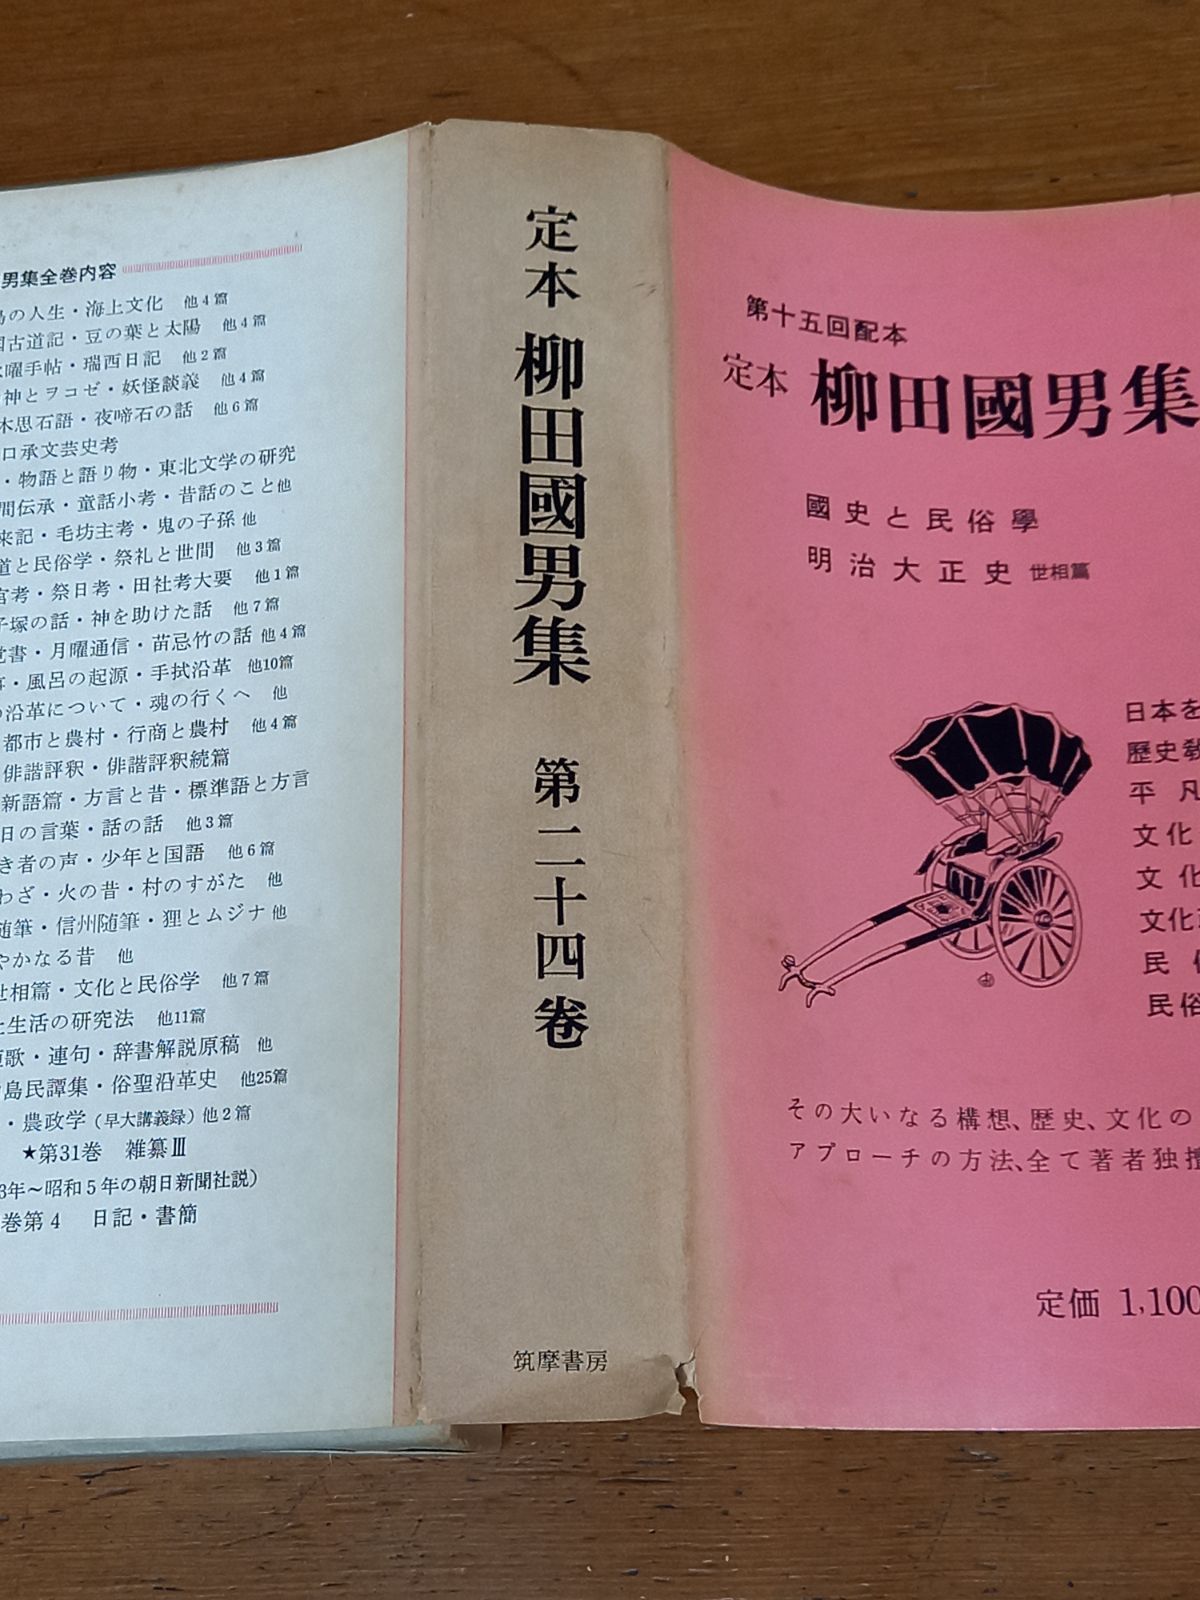 男集全巻内容
島の人生・海上文化 他4篇
国古道記・豆の葉と太陽 他4篇
曜手帖・瑞西日記 他2篇
神とヲコゼ・妖怪談義 他4篇
木思石語・夜啼石の話 他6篇
口承文芸史考
・物語と語り物・東北文学の研究
間伝承・童話小考・昔話のこと他
来記・毛坊主考・鬼の子孫 他
道と民俗学・祭礼と世間 他3篇
官考・祭日考・田社考大要 他1篇
子塚の話・神を助けた話 他7篇
覚書・月曜通信・苗忌竹の話 他4篇
・風呂の起源・手拭沿革 他10篇
の沿革について・魂の行くへ 他
都市と農村・行商と農村 他4篇
俳諧評釈・俳諧評釈続篇
新語篇・方言と昔・標準語と方言
日の言葉・話の話 他3篇
き者の声・少年と国語 他6篇
わざ・火の昔・村のすがた 他
随筆・信州随筆・狸とムジナ他
やかなる昔 他
世相篇・文化と民俗学 他7篇
土生活の研究法 他11篇
短歌・連句・辞書解説原稿 他
島民譚集・俗聖沿革史 他25篇
・農政学(早大講義録)他2篇
★第31巻 雑纂Ⅲ
3年〜昭和5年の朝日新聞社説)
巻第4 日記・書簡
定本 柳田國男集 第二十四巻
筑摩書房
第十五回配本
定本 柳田國男集
國史と民俗學
明治大正史 世相篇
日本を
歴史教
平凡
文化
文化
文化
民俗
民俗
その大いなる構想、歴史、文化の
アプローチの方法、全て著者独擅
定価 1,100